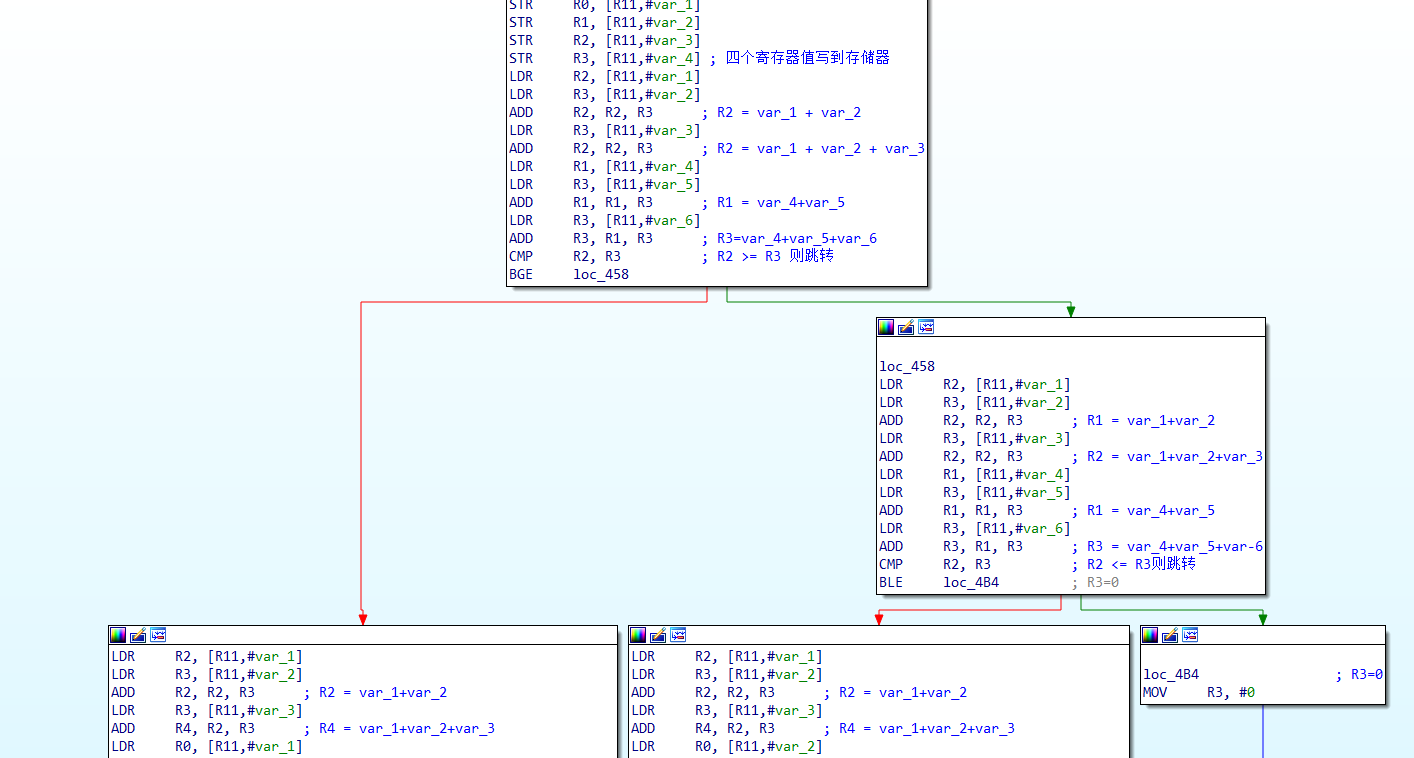 STR R0, [R11,#var_1]
STR R1, [R11,#var_2]
STR R2, [R11,#var_3]
STR R3, [R11,#var_4] ; 四个寄存器值写到存储器
LDR R2, [R11,#var_1]
LDR R3, [R11,#var_2]
ADD R2, R2, R3 ; R2 = var_1 + var_2
LDR R3, [R11,#var_3]
ADD R2, R2, R3 ; R2 = var_1 + var_2 + var_3
LDR R1, [R11,#var_4]
LDR R3, [R11,#var_5]
ADD R1, R1, R3 ; R1 = var_4+var_5
LDR R3, [R11,#var_6]
ADD R3, R1, R3 ; R3=var_4+var_5+var_6
CMP R2, R3 ; R2 >= R3 则跳转
BGE loc_458
loc_458
LDR R2, [R11,#var_1]
LDR R3, [R11,#var_2]
ADD R2, R2, R3 ; R1 = var_1+var_2
LDR R3, [R11,#var_3]
ADD R2, R2, R3 ; R2 = var_1+var_2+var_3
LDR R1, [R11,#var_4]
LDR R3, [R11,#var_5]
ADD R1, R1, R3 ; R1 = var_4+var_5
LDR R3, [R11,#var_6]
ADD R3, R1, R3 ; R3 = var_4+var_5+var-6
CMP R2, R3 ; R2 <= R3则跳转
BLE loc_4B4 ; R3=0
LDR R2, [R11,#var_1]
LDR R3, [R11,#var_2]
ADD R2, R2, R3 ; R2 = var_1+var_2
LDR R3, [R11,#var_3]
ADD R4, R2, R3 ; R4 = var_1+var_2+var_3
LDR R0, [R11,#var_1]
LDR R2, [R11,#var_1]
LDR R3, [R11,#var_2]
ADD R2, R2, R3 ; R2 = var_1+var_2
LDR R3, [R11,#var_3]
ADD R4, R2, R3 ; R4 = var_1+var_2+var_3
LDR R0, [R11,#var_2]
loc_4B4 ; R3=0
MOV R3, #0